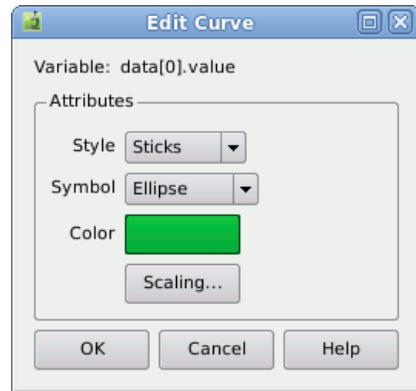 Edit Curve
Variable: data[0].value
Attributes
Style Sticks
Symbol Ellipse
Color
Scaling...
OK Cancel Help